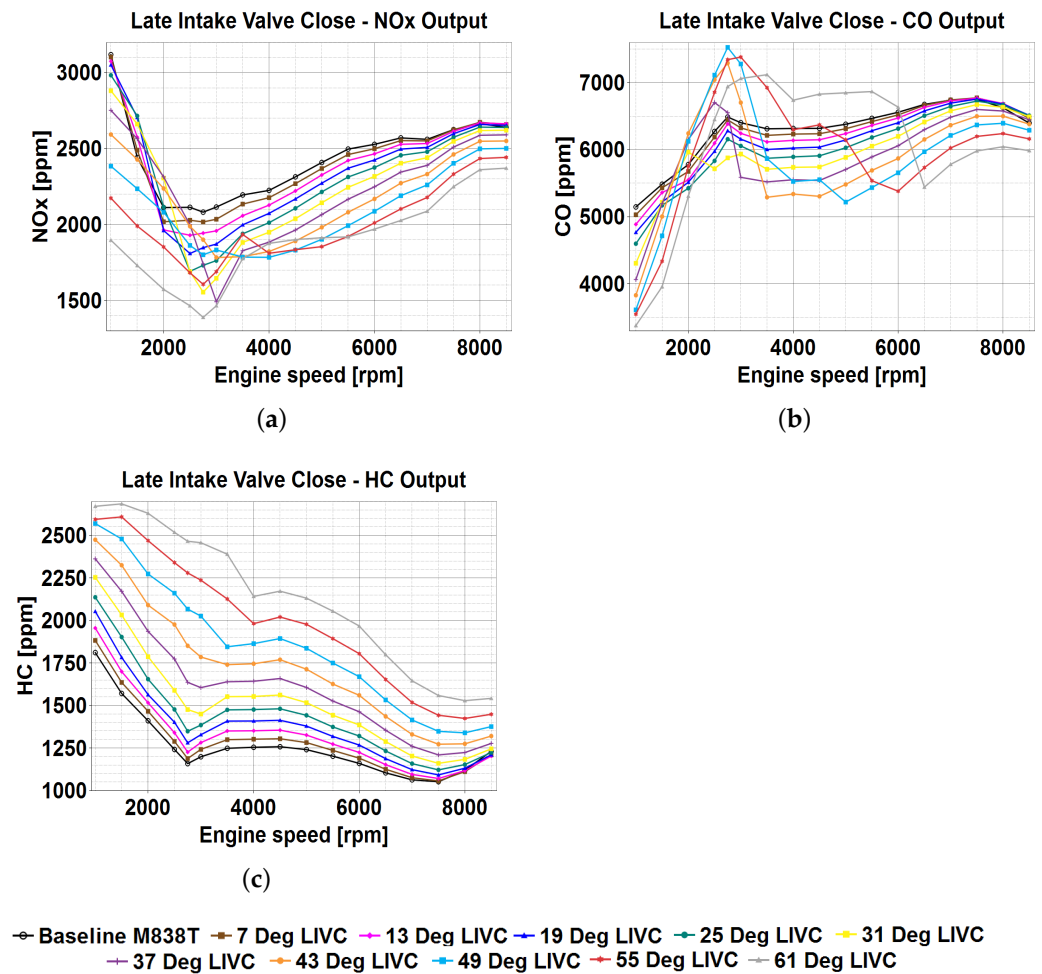 Late Intake Valve Close - NOx Output
NOx [ppm]
3000
2500
2000
1500
2000 4000 6000 8000
Engine speed [rpm]
(a)
Late Intake Valve Close - CO Output
CO [ppm]
7000
6000
5000
4000
2000 4000 6000 8000
Engine speed [rpm]
(b)
Late Intake Valve Close - HC Output
HC [ppm]
2500
2250
2000
1750
1500
1250
1000
2000 4000 6000 8000
Engine speed [rpm]
(c)
Baseline M838T 7 Deg LIVC 13 Deg LIVC 19 Deg LIVC 25 Deg LIVC 31 Deg LIVC
37 Deg LIVC 43 Deg LIVC 49 Deg LIVC 55 Deg LIVC 61 Deg LIVC